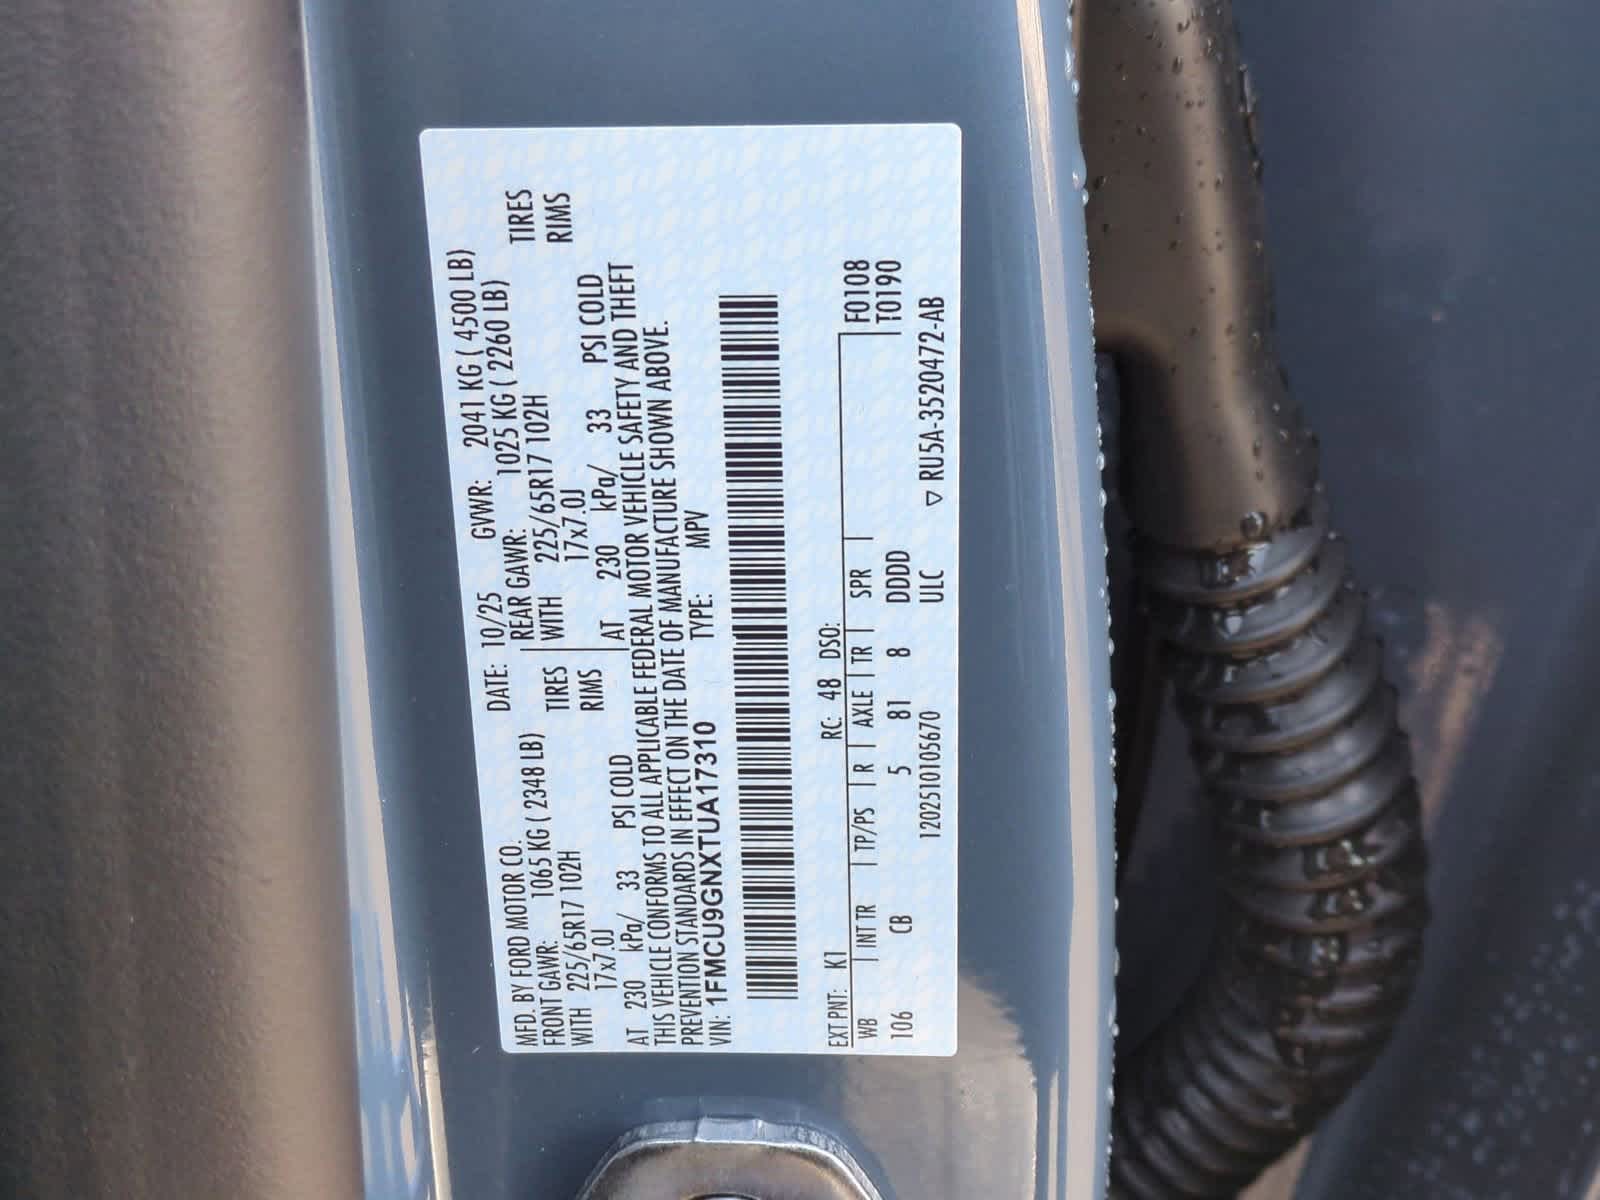 MFD. BY FORD MOTOR CO. DATE: 10/25 GVWR: 2041 KG ( 4500 LB)
FRONT GAWR: 1065 KG ( 2348 LB) REAR GAWR: 1025 KG ( 2260 LB)
WITH 225/65R17 102H TIRES WITH 225/65R17 102H TIRES
17x7.0J RIMS 17x7.0J RIMS
AT 230 kPa/ 33 PSI COLD AT 230 kPa/ 33 PSI COLD
THIS VEHICLE CONFORMS TO ALL APPLICABLE FEDERAL MOTOR VEHICLE SAFETY AND THEFT
PREVENTION STANDARDS IN EFFECT ON THE DATE OF MANUFACTURE SHOWN ABOVE.
VIN: 1FMCU9GNXTUA17310 TYPE: MPV
EXT PNT: K1 RC: 48 DSO: F0108
WB INT TR TP/PS R AXLE TR SPR T0190
106 CB 5 81 8 DDDD
1202510105670 ULC ▽ RU5A-3520472-AB